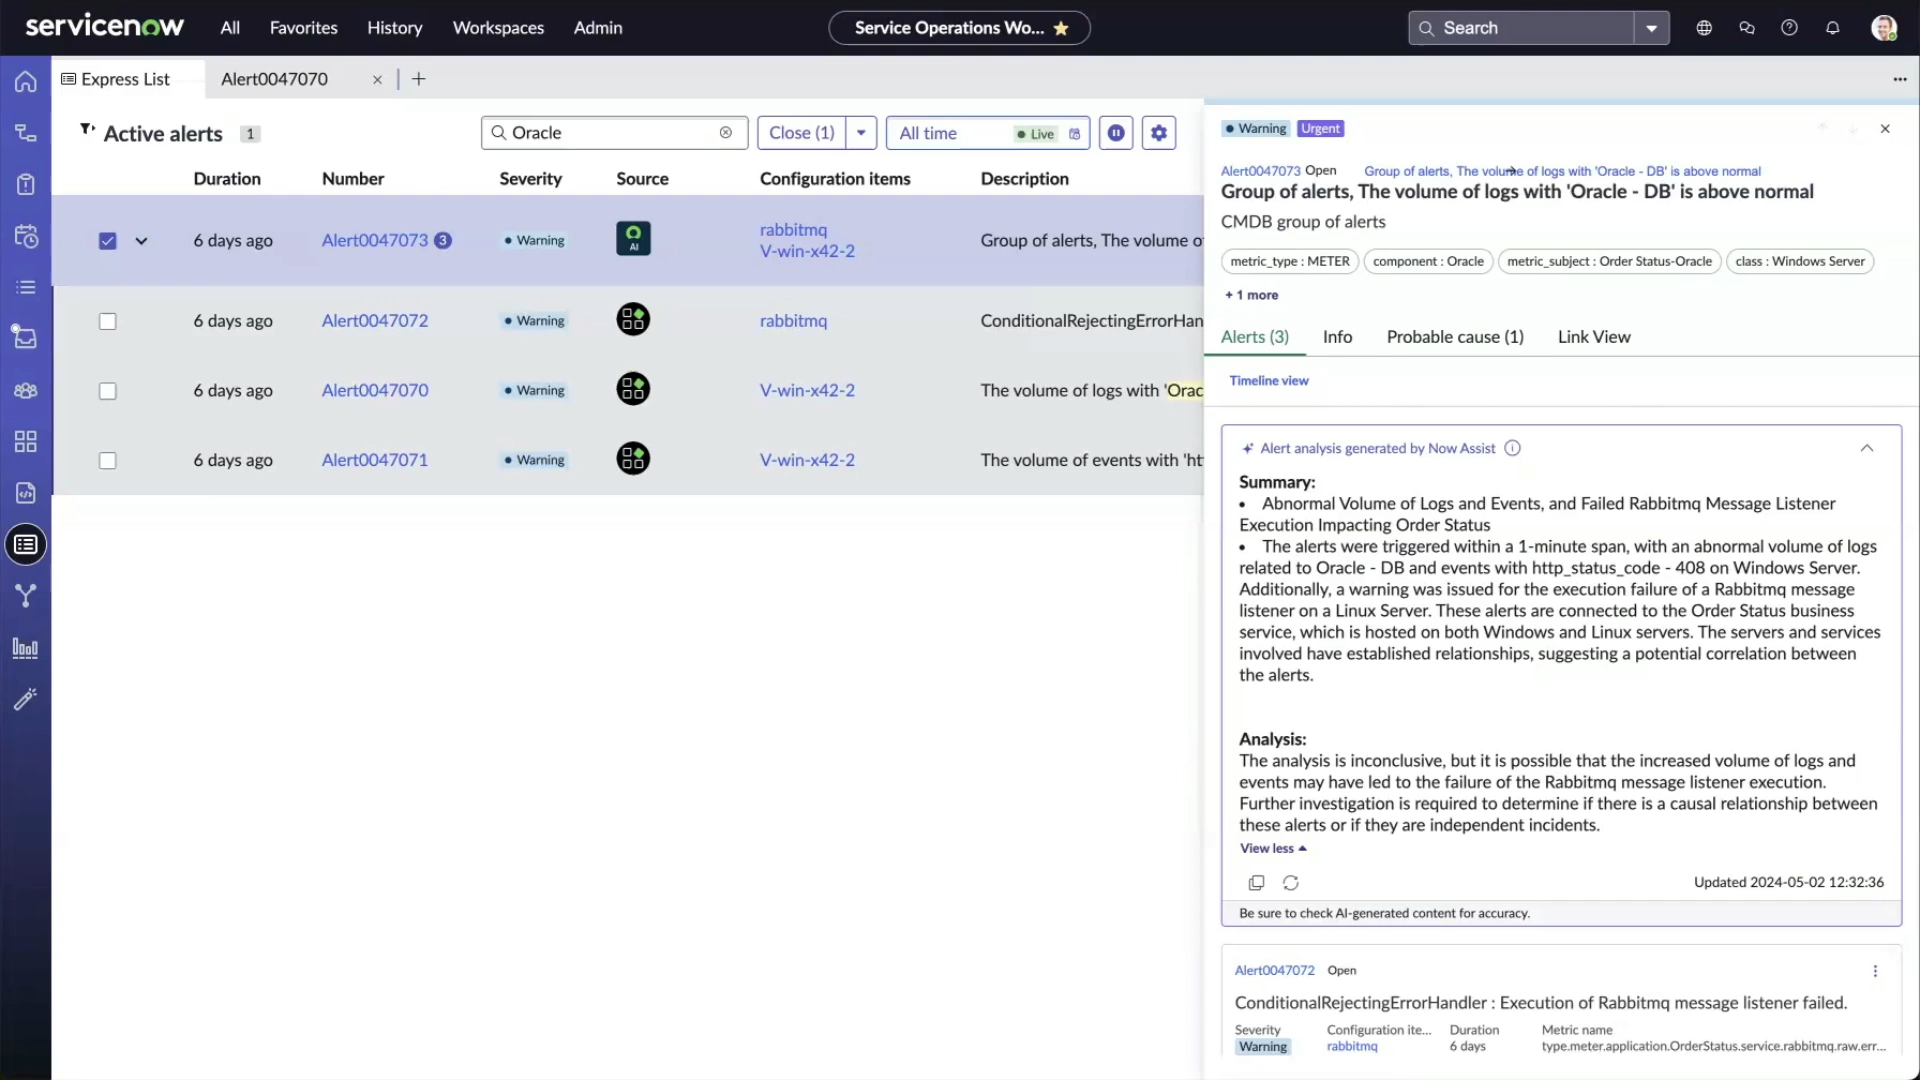 servicenow
All
Favorites
History
Workspaces
Admin
Service Operations Wo...
Search
Express List
Alert0047070
Active alerts 1
Oracle
Close (1)
All time
Live
Duration Number Severity Source Configuration items Description
6 days ago Alert0047073 3 Warning AI rabbitmq
V-win-x42-2
Group of alerts, The volume o
6 days ago Alert0047072 Warning rabbitmq ConditionalRejectingErrorHan
6 days ago Alert0047070 Warning V-win-x42-2 The volume of logs with 'Orac
6 days ago Alert0047071 Warning V-win-x42-2 The volume of events with 'ht
Warning Urgent
Alert0047073 Open Group of alerts, The volume of logs with 'Oracle - DB' is above normal
Group of alerts, The volume of logs with 'Oracle - DB' is above normal
CMDB group of alerts
metric_type : METER component : Oracle metric_subject : Order Status-Oracle class : Windows Server
+ 1 more
Alerts (3) Info Probable cause (1) Link View
Timeline view
Alert analysis generated by Now Assist
Summary:
• Abnormal Volume of Logs and Events, and Failed Rabbitmq Message Listener
Execution Impacting Order Status
• The alerts were triggered within a 1-minute span, with an abnormal volume of logs
related to Oracle - DB and events with http_status_code - 408 on Windows Server.
Additionally, a warning was issued for the execution failure of a Rabbitmq message
listener on a Linux Server. These alerts are connected to the Order Status business
service, which is hosted on both Windows and Linux servers. The servers and services
involved have established relationships, suggesting a potential correlation between
the alerts.
Analysis:
The analysis is inconclusive, but it is possible that the increased volume of logs and
events may have led to the failure of the Rabbitmq message listener execution.
Further investigation is required to determine if there is a causal relationship between
these alerts or if they are independent incidents.
View less
Updated 2024-05-02 12:32:36
Be sure to check AI-generated content for accuracy.
Alert0047072 Open
ConditionalRejectingErrorHandler : Execution of Rabbitmq message listener failed.
Severity Configuration ite... Duration Metric name
Warning rabbitmq 6 days type.meter.application.OrderStatus.service.rabbitmq.raw.err...